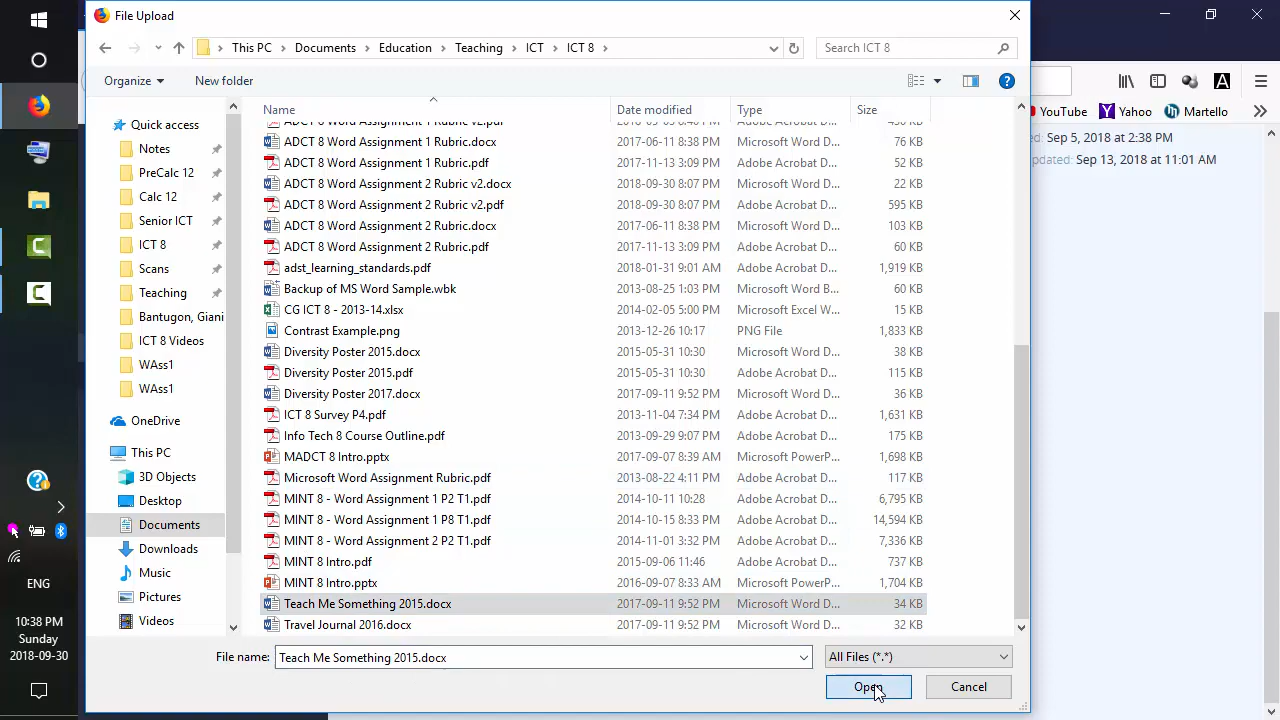 File Upload
This PC > Documents > Education > Teaching > ICT > ICT 8 >
Search ICT 8
Organize
New folder
Name
Date modified
Type
Size
Quick access
Notes
PreCalc 12
Calc 12
Senior ICT
ICT 8
Scans
Teaching
Bantugon, Giani
ICT 8 Videos
WAss1
WAss1
OneDrive
This PC
3D Objects
Desktop
Documents
Downloads
Music
Pictures
Videos
ADCT 8 Word Assignment 1 Rubric v2.pdf
ADCT 8 Word Assignment 1 Rubric.docx 2017-06-11 8:38 PM Microsoft Word D... 76 KB
ADCT 8 Word Assignment 1 Rubric.pdf 2017-11-13 3:09 PM Adobe Acrobat D... 52 KB
ADCT 8 Word Assignment 2 Rubric v2.docx 2018-09-30 8:07 PM Microsoft Word D... 22 KB
ADCT 8 Word Assignment 2 Rubric v2.pdf 2018-09-30 8:07 PM Adobe Acrobat D... 595 KB
ADCT 8 Word Assignment 2 Rubric.docx 2017-06-11 8:38 PM Microsoft Word D... 103 KB
ADCT 8 Word Assignment 2 Rubric.pdf 2017-11-13 3:09 PM Adobe Acrobat D... 60 KB
adst_learning_standards.pdf 2018-01-31 9:01 AM Adobe Acrobat D... 1,919 KB
Backup of MS Word Sample.wbk 2013-08-25 1:03 PM Microsoft Word B... 60 KB
CG ICT 8 - 2013-14.xlsx 2014-02-05 5:00 PM Microsoft Excel W... 15 KB
Contrast Example.png 2013-12-26 10:17 PNG File 1,833 KB
Diversity Poster 2015.docx 2015-05-31 10:30 Microsoft Word D... 38 KB
Diversity Poster 2015.pdf 2015-05-31 10:30 Adobe Acrobat D... 115 KB
Diversity Poster 2017.docx 2017-09-11 9:52 PM Microsoft Word D... 36 KB
ICT 8 Survey P4.pdf 2013-11-04 7:34 PM Adobe Acrobat D... 1,631 KB
Info Tech 8 Course Outline.pdf 2013-09-29 9:07 PM Adobe Acrobat D... 175 KB
MADCT 8 Intro.pptx 2017-09-07 8:39 AM Microsoft PowerP... 1,698 KB
Microsoft Word Assignment Rubric.pdf 2013-08-22 4:11 PM Adobe Acrobat D... 117 KB
MINT 8 - Word Assignment 1 P2 T1.pdf 2014-10-11 10:28 Adobe Acrobat D... 6,795 KB
MINT 8 - Word Assignment 1 P8 T1.pdf 2014-10-15 8:33 PM Adobe Acrobat D... 14,594 KB
MINT 8 - Word Assignment 2 P2 T1.pdf 2014-11-01 3:32 PM Adobe Acrobat D... 7,336 KB
MINT 8 Intro.pdf 2015-09-06 11:46 Adobe Acrobat D... 737 KB
MINT 8 Intro.pptx 2016-09-07 8:33 AM Microsoft PowerP... 1,704 KB
Teach Me Something 2015.docx 2017-09-11 9:52 PM Microsoft Word D... 34 KB
Travel Journal 2016.docx 2017-09-11 9:52 PM Microsoft Word D... 32 KB
File name: Teach Me Something 2015.docx
All Files (*.*)
Open
Cancel
YouTube
Yahoo
Martello
ed: Sep 5, 2018 at 2:38 PM
pdated: Sep 13, 2018 at 11:01 AM
ENG
10:38 PM
Sunday
2018-09-30